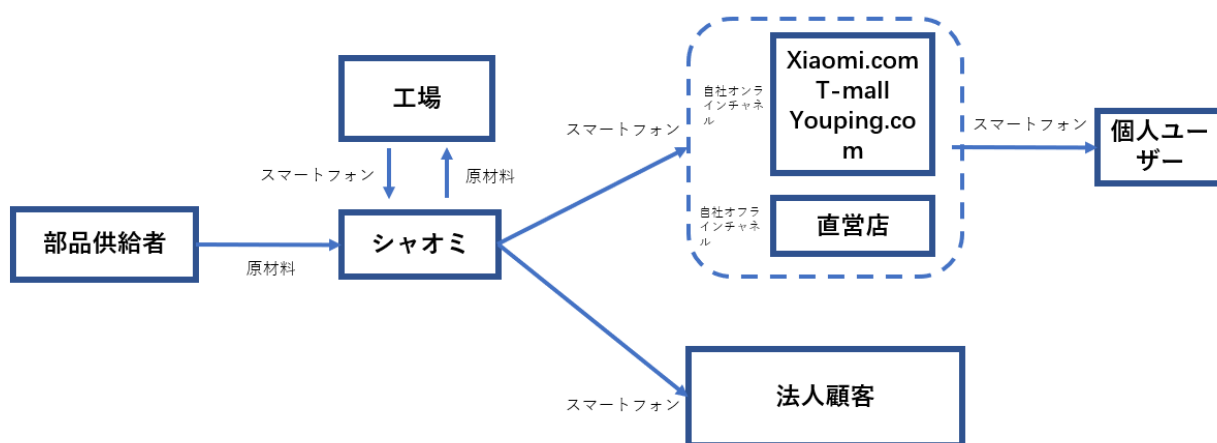 部品供給者
原材料
工場
スマートフォン
原材料
シャオミ
スマートフォン
スマートフォン
自社オンラ
インチャネ
ル
Xiaomi.com
T-mall
Youping.co
m
自社オフラ
インチャネ
ル
直営店
法人顧客
スマートフォン
個人ユー
ザー